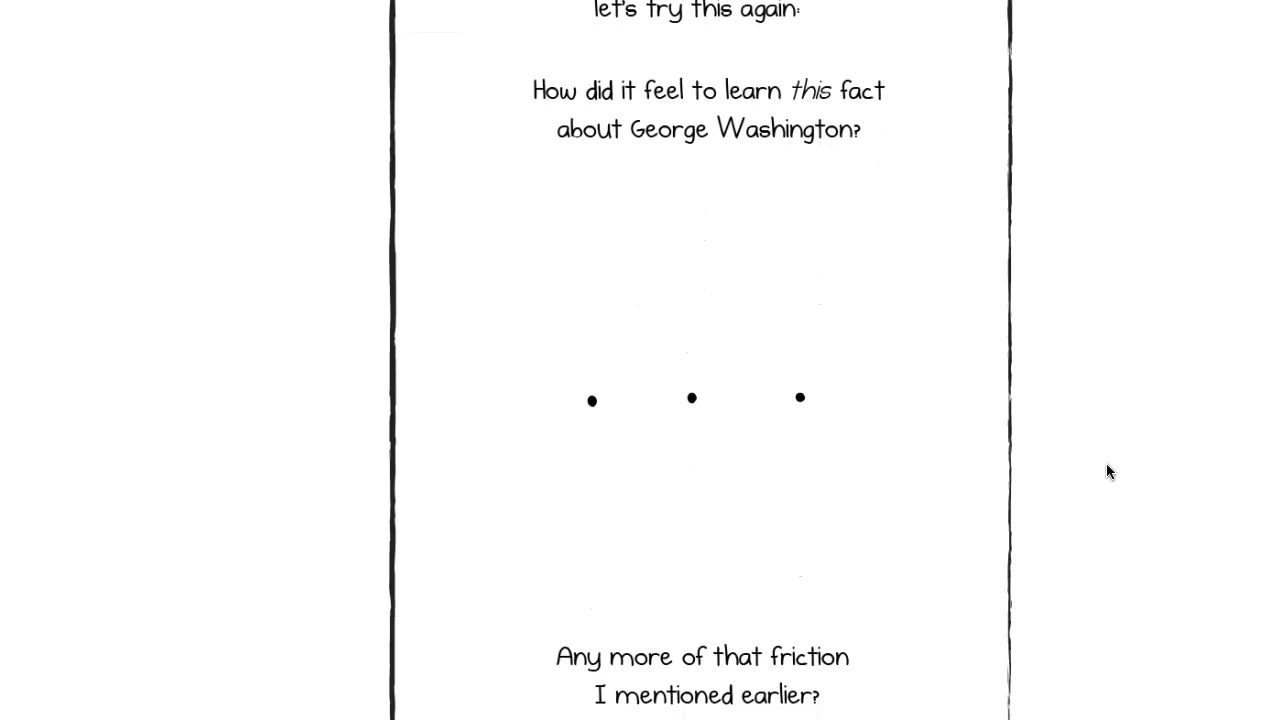 let's try this again:
How did it feel to learn this fact
about George Washington?
Any more of that friction
I mentioned earlier?